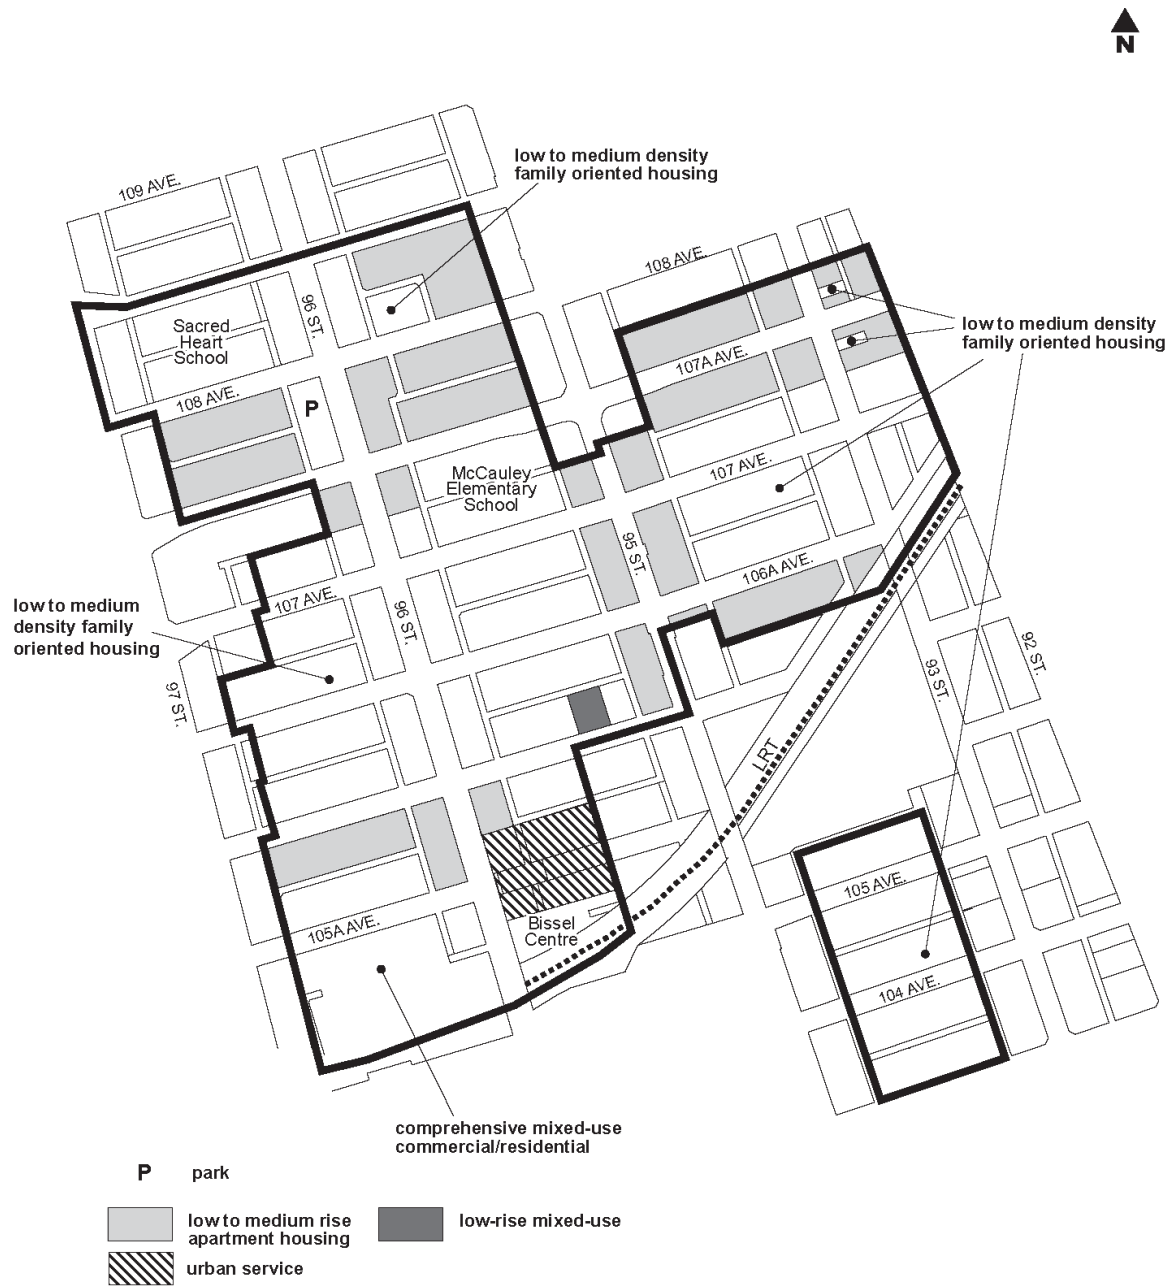 N
109 AVE.
low to medium density
family oriented housing
108 AVE.
96 ST.
Sacred
Heart
School
low to medium density
family oriented housing
107A AVE.
108 AVE.
P
McCauley
Elementary
School
107 AVE.
95 ST.
106A AVE.
low to medium
density family
oriented housing
107 AVE.
96 ST.
97 ST.
93 ST.
92 ST.
LRT
105 AVE.
105A AVE.
Bissel
Centre
104 AVE.
comprehensive mixed-use
commercial/residential
P park
low to medium rise
apartment housing
low-rise mixed-use
urban service